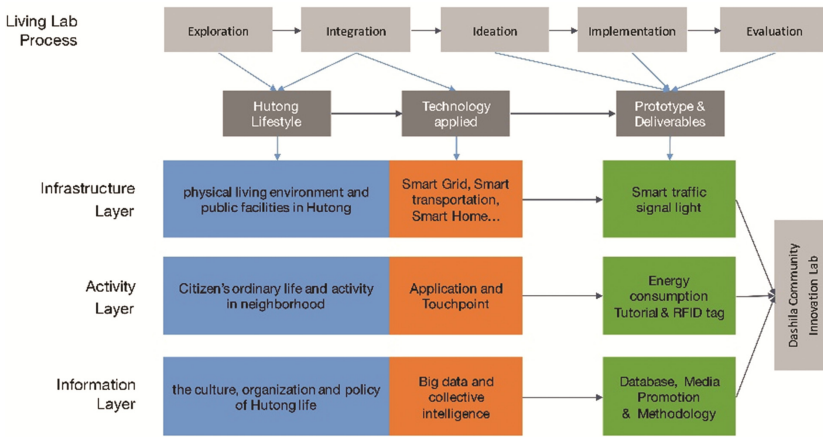 Living Lab
Process
Exploration
Integration
Ideation
Implementation
Evaluation
Hutong
Lifestyle
Technology
applied
Prototype &
Deliverables
Infrastructure
Layer
physical living environment and
public facilities in Hutong
Smart Grid, Smart
transportation,
Smart Home...
Smart traffic
signal light
Activity
Layer
Citizen's ordinary life and activity
in neighborhood
Application and
Touchpoint
Energy
consumption
Tutorial & RFID tag
Information
Layer
the culture, organization and policy
of Hutong life
Big data and
collective
intelligence
Database, Media
Promotion
& Methodology
Dashila Community
Innovation Lab